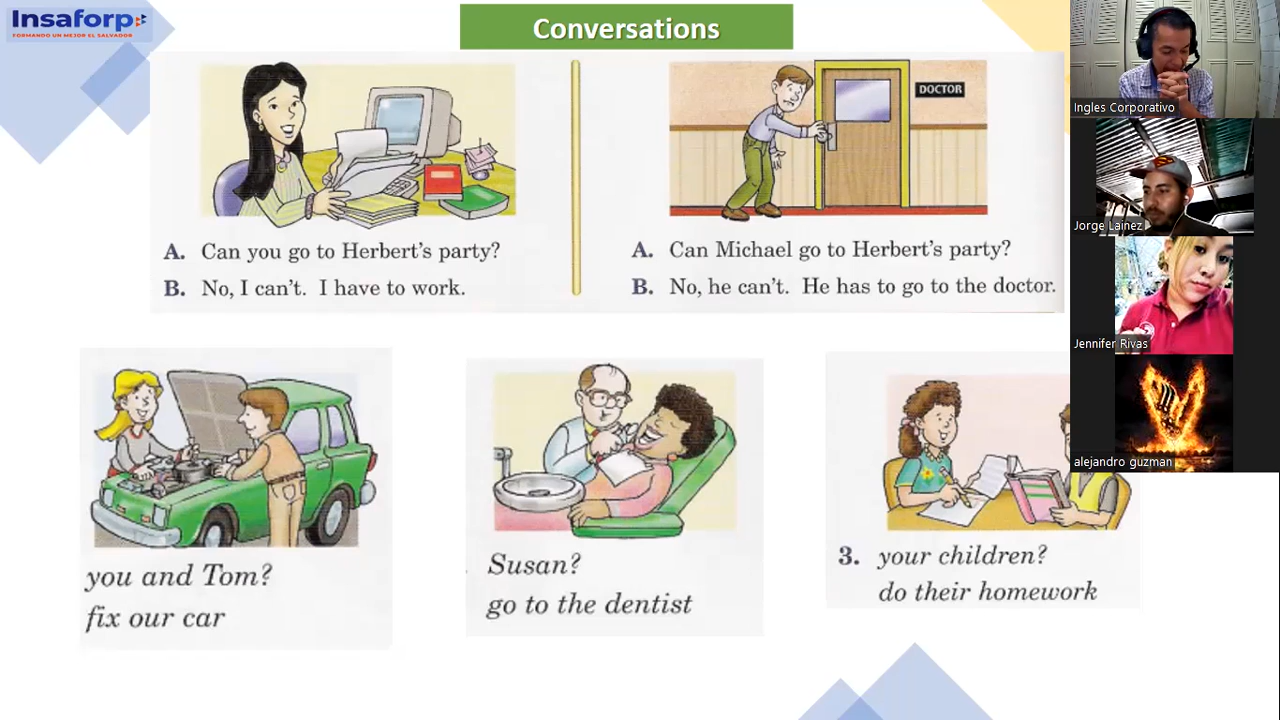 Insaforp
FORMANDO UN MEJOR EL SALVADOR
Conversations
DOCTOR
A. Can you go to Herbert's party?
B. No, I can't. I have to work.
A. Can Michael go to Herbert's party?
B. No, he can't. He has to go to the doctor.
you and Tom?
fix our car
Susan?
go to the dentist
3. your children?
do their homework
Ingles Corporativo
Jorge Lainez
Jennifer Rivas
alejandro guzman